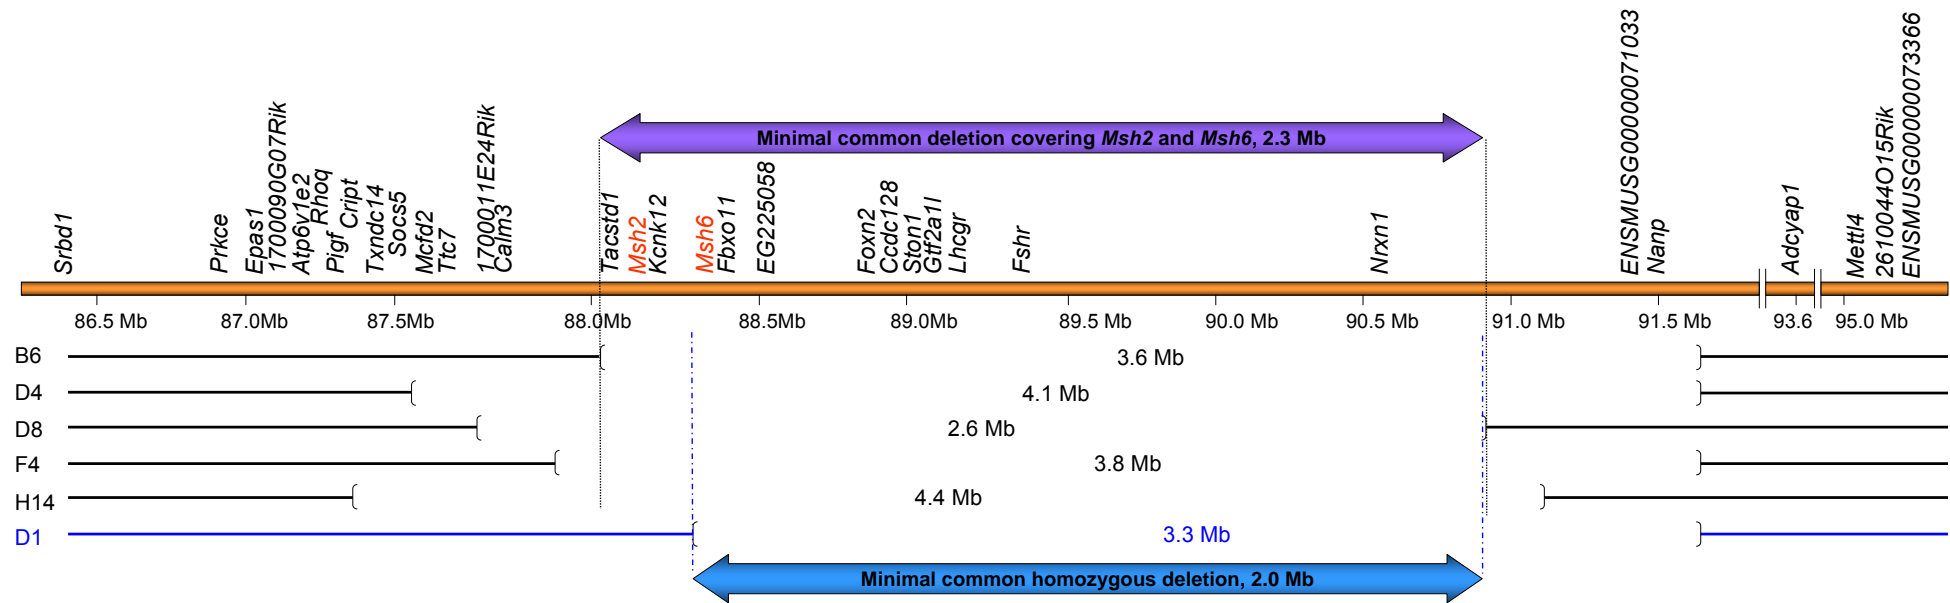 Srbd1
Prkce
Epas1
1700090G07Rik
Atp6v1e2
Rhoq
Pigf
Cript
Txndc14
Socs5
Mcfd2
Ttc7
1700011E24Rik
Calm3
Tacstd1
Msh2
Kcnk12
Msh6
Fbxo11
EG225058
Foxn2
Ccdc128
Ston1
Gtf2a1l
Lhcgr
Fshr
Nrxn1
ENSMUSG00000071033
Nanp
Adcyap1
Mettl4
2610044O15Rik
ENSMUSG00000073366
Minimal common deletion covering Msh2 and Msh6, 2.3 Mb
86.5 Mb 87.0Mb 87.5Mb 88.0Mb 88.5Mb 89.0Mb 89.5 Mb 90.0 Mb 90.5 Mb 91.0 Mb 91.5 Mb 93.6 95.0 Mb
B6 3.6 Mb
D4 4.1 Mb
D8 2.6 Mb
F4 3.8 Mb
H14 4.4 Mb
D1 3.3 Mb
Minimal common homozygous deletion, 2.0 Mb